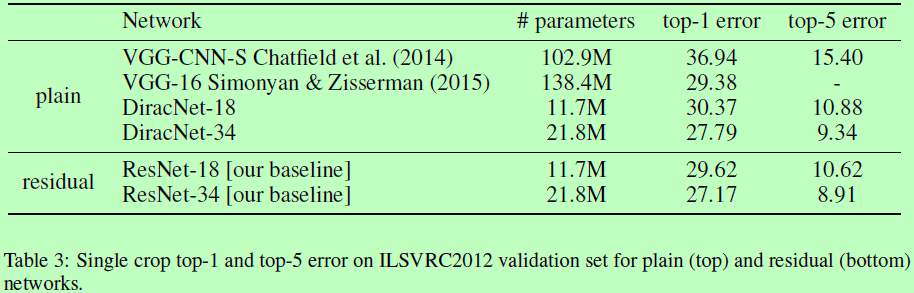 Network # parameters top-1 error top-5 error
plain
VGG-CNN-S Chatfield et al. (2014) 102.9M 36.94 15.40
VGG-16 Simonyan & Zisserman (2015) 138.4M 29.38 -
DiracNet-18 11.7M 30.37 10.88
DiracNet-34 21.8M 27.79 9.34
residual
ResNet-18 [our baseline] 11.7M 29.62 10.62
ResNet-34 [our baseline] 21.8M 27.17 8.91
Table 3: Single crop top-1 and top-5 error on ILSVRC2012 validation set for plain (top) and residual (bottom)
networks.